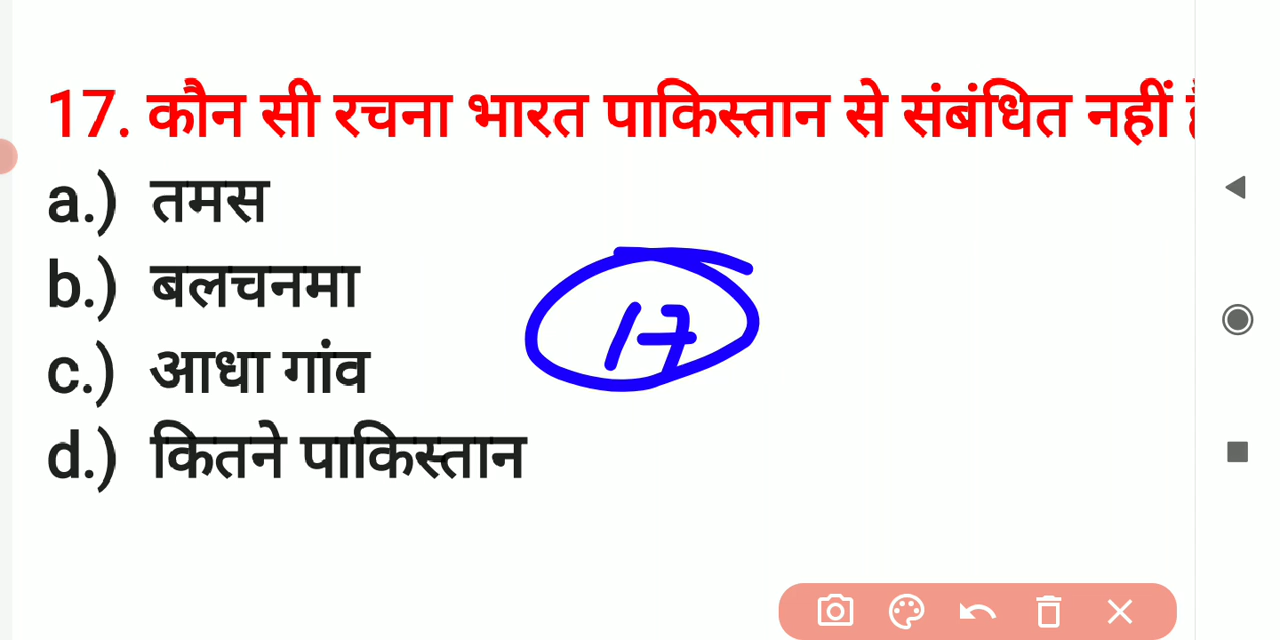 17. कौन सी रचना भारत पाकिस्तान से संबंधित नहीं
a.) तमस
b.) बलचनमा
17
c.) आधा गांव
d.) कितने पाकिस्तान